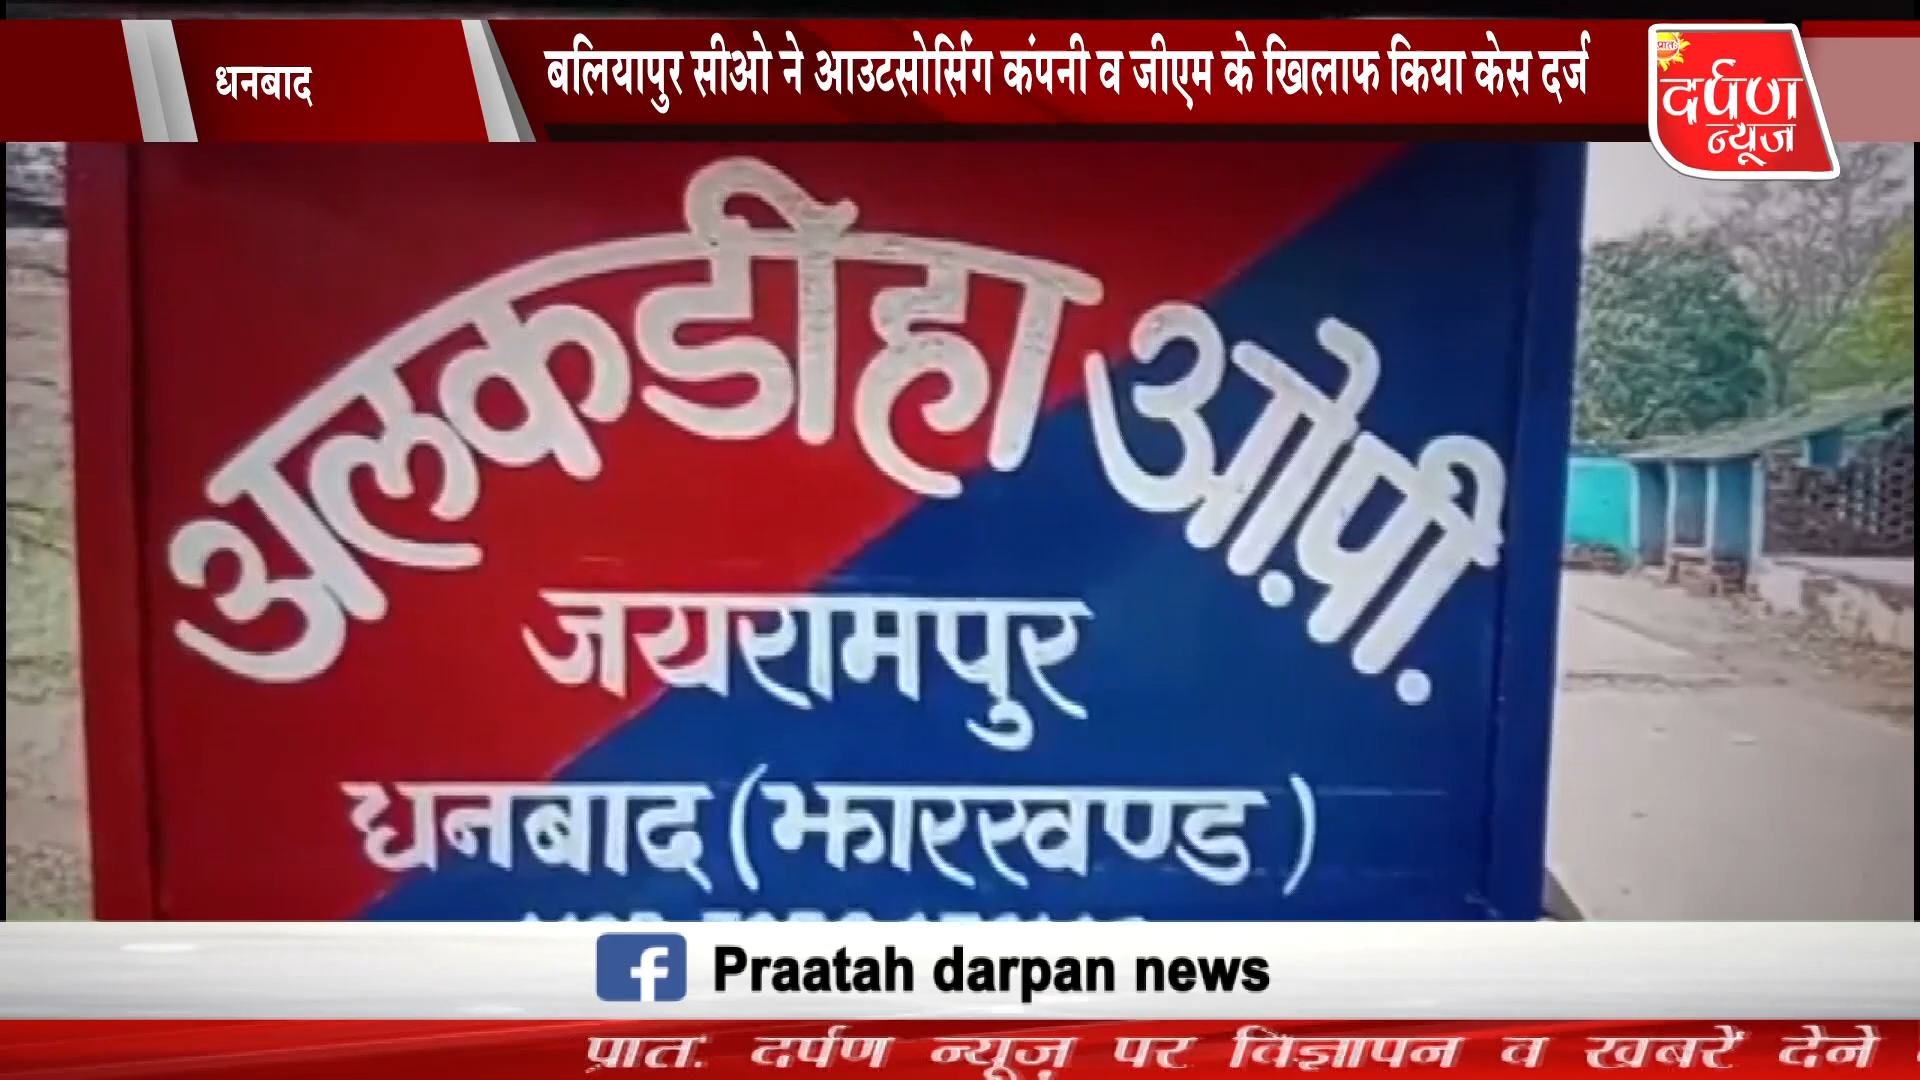 धनबाद
बलियापुर सीओ ने आउटसोर्सिंग कंपनी व जीएम के खिलाफ किया केस दर्ज
प्रातः
दर्पण
न्यूज
अलकडीहा ओ.पी.
जयरामपुर
धनबाद (झारखण्ड)
Praatah darpan news
प्रातः दर्पण न्यूज़ पर विज्ञापन व खबरें देने